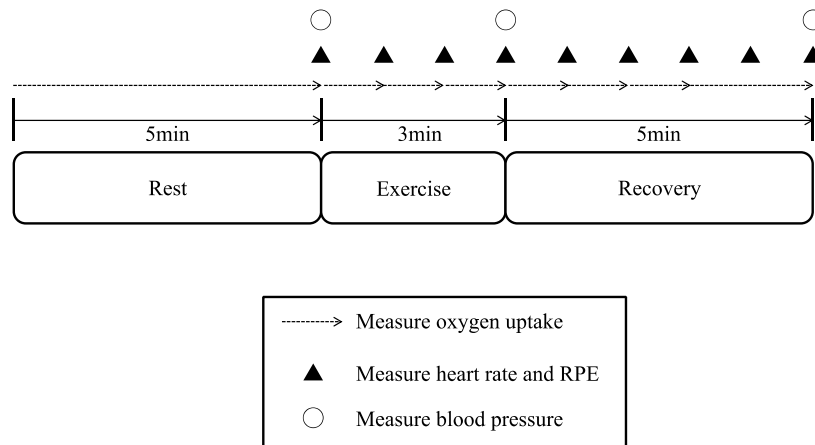 5min
3min
5min
Rest
Exercise
Recovery
Measure oxygen uptake
Measure heart rate and RPE
Measure blood pressure